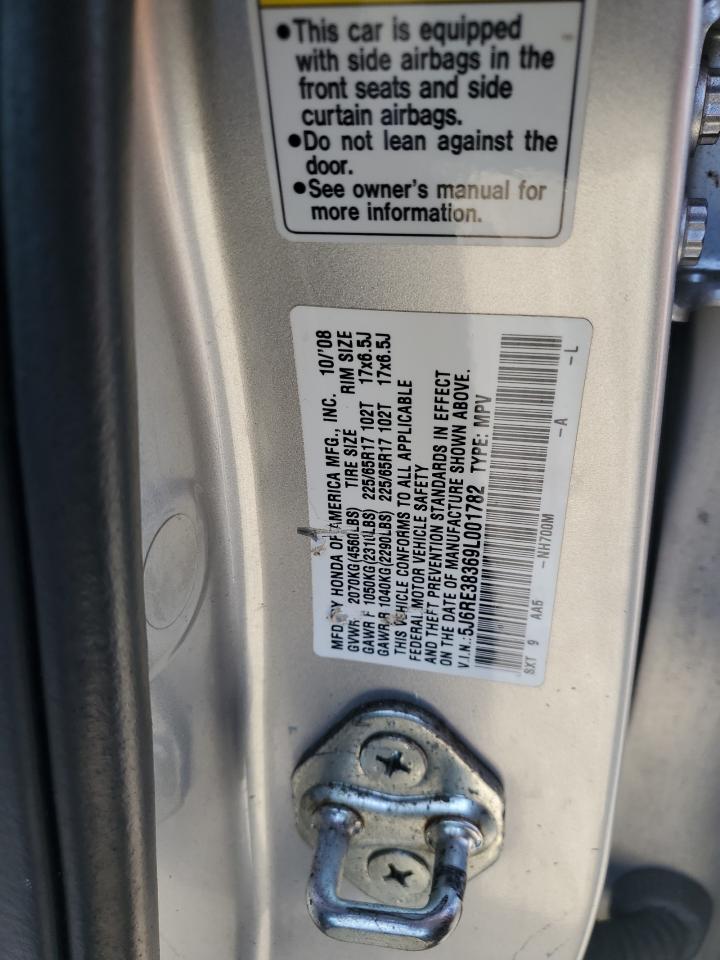 ●This car is equipped
with side airbags in the
front seats and side
curtain airbags.
●Do not lean against the
door.
●See owner's manual for
more information.
MFD BY HONDA OF AMERICA MFG., INC. 10/'08
GVWR 2070KG(4560LBS) TIRE SIZE RIM SIZE
GAWR F 1050KG(2310LBS) 225/65R17 102T 17x6.5J
GAWR R 1040KG(2290LBS) 225/65R17 102T 17x6.5J
THIS VEHICLE CONFORMS TO ALL APPLICABLE
FEDERAL MOTOR VEHICLE SAFETY
AND THEFT PREVENTION STANDARDS IN EFFECT
ON THE DATE OF MANUFACTURE SHOWN ABOVE.
V.I.N.:5J6RE38369L001782 TYPE: MPV
SXT 9 AA5 -NH700M -A -L